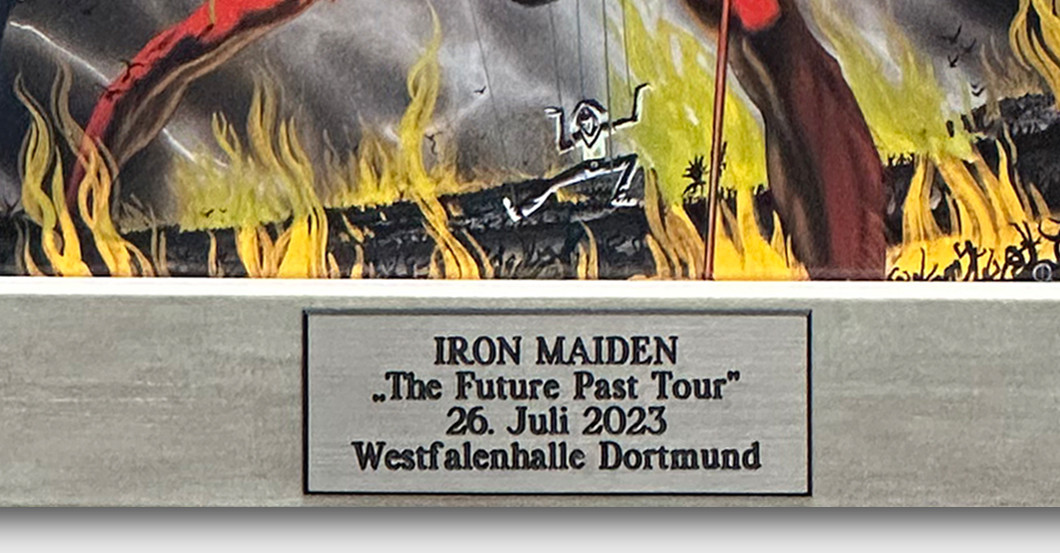 IRON MAIDEN
„The Future Past Tour"
26. Juli 2023
Westfalenhalle Dortmund